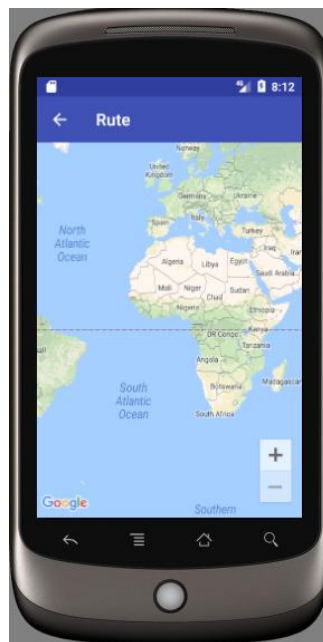 4G 8:12
Rute
Norway
United
Kingdom
Germany
Ukraine
Spain
Italy
Turkey
North
Atlantic
Ocean
Iraq
Iran
Algeria
Libya
Egypt
Saudi Arabia
Mali
Niger
Chad
Sudan
Nigeria
Ethiopia
DR Congo
Kenya
Tanzania
Angola
Botswana
Madagascar
South
Atlantic
Ocean
South Africa
+
−
Google
Southern